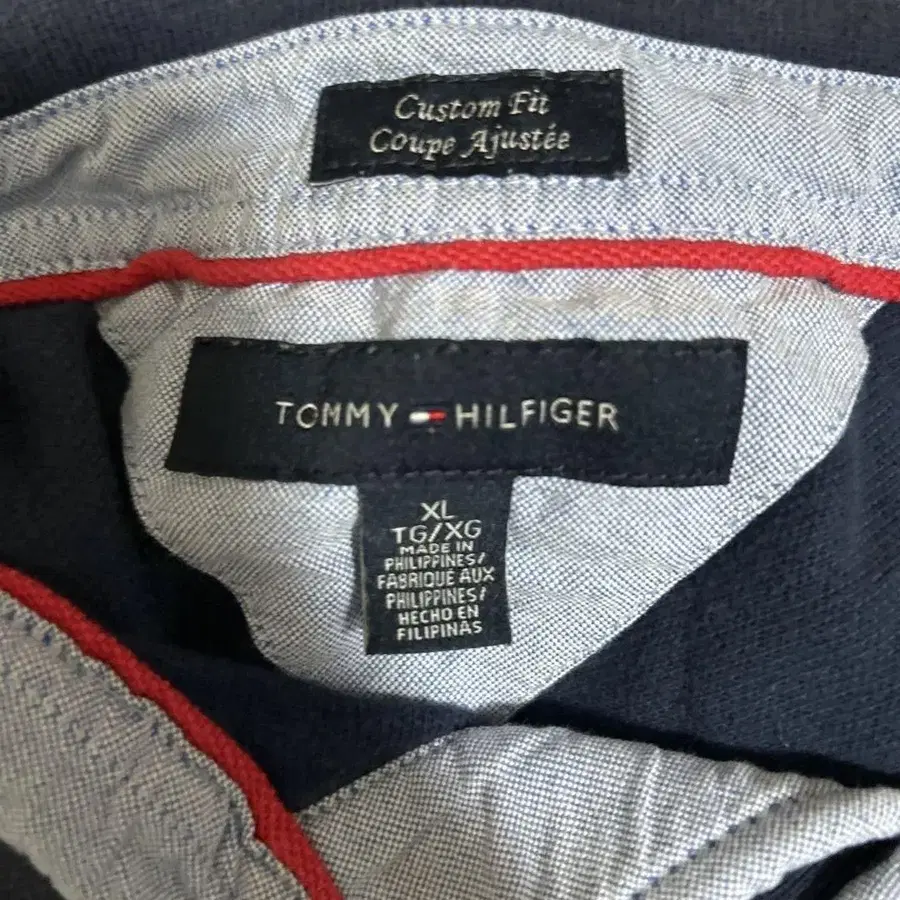 Custom Fit
Coupe Ajustée
TOMMY HILFIGER
XL
TG/XG
MADE IN
PHILIPPINES/
FABRIQUE AUX
PHILIPPINES/
HECHO EN
FILIPINAS